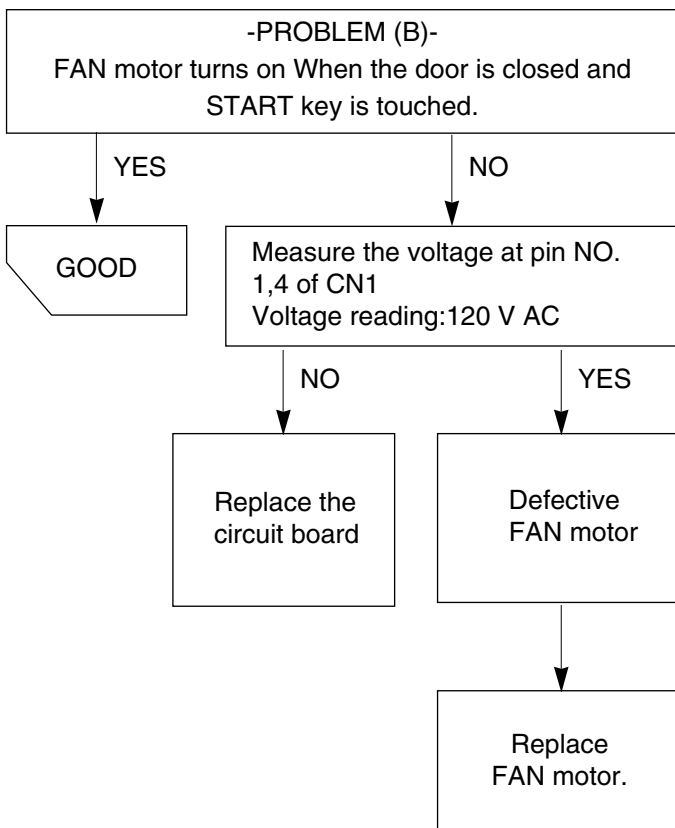 -PROBLEM (B)-
FAN motor turns on When the door is closed and
START key is touched.
YES
NO
GOOD
Measure the voltage at pin NO.
1,4 of CN1
Voltage reading:120 V AC
NO
YES
Replace the
circuit board
Defective
FAN motor
Replace
FAN motor.